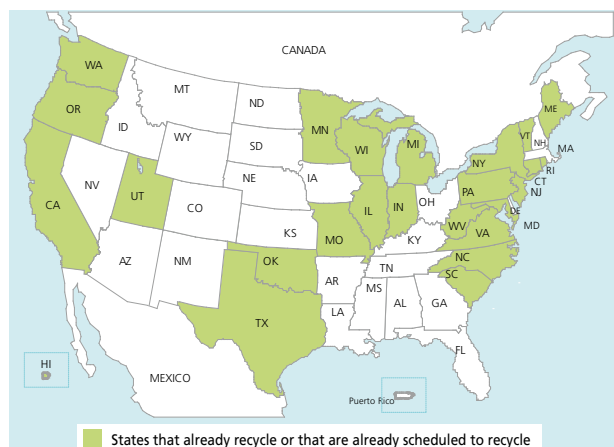 CANADA
WA
MT
ND
OR
ID
MN
ME
VT
NH
MA
WY
SD
WI
MI
NY
RI
CT
NJ
NE
IA
PA
NV
UT
OH
DE
CA
CO
IL
IN
WV
VA
MD
KS
MO
KY
NC
AZ
NM
OK
TN
SC
AR
MS
AL
GA
TX
LA
FL
HI
MEXICO
Puerto Rico
States that already recycle or that are already scheduled to recycle